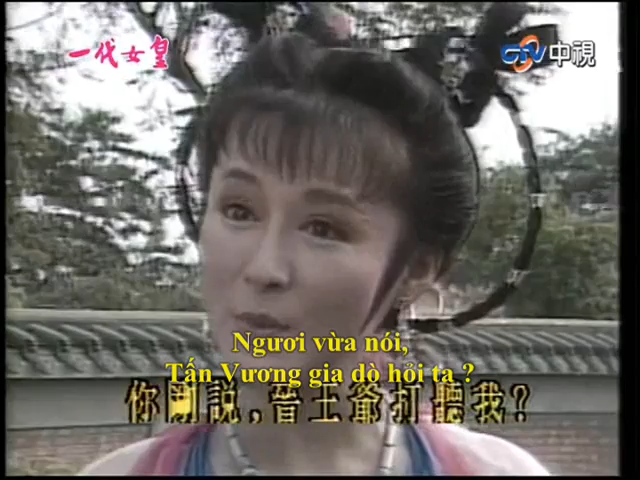 一代女皇
CTV中視
Ngươi vừa nói,
Tấn Vương gia dò hỏi ta ?
你剛說，晉王爺打聽我？